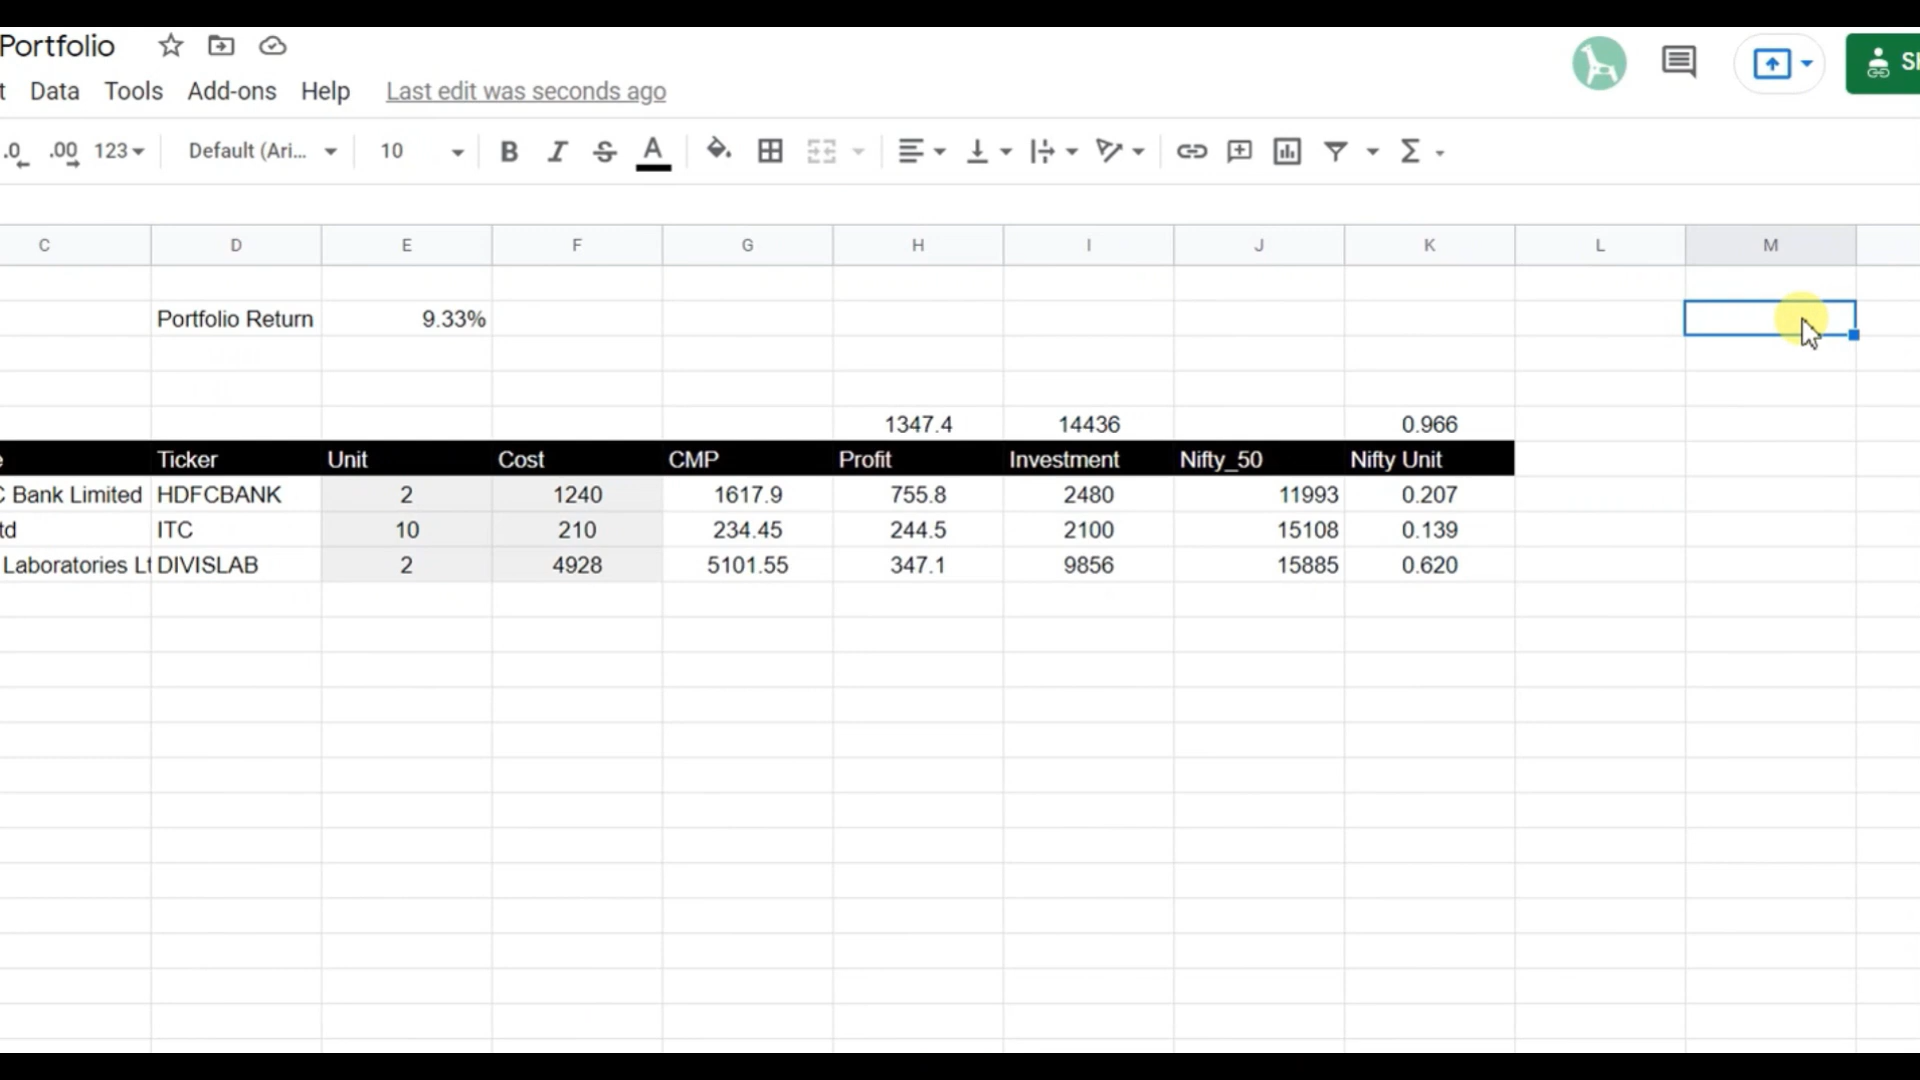 Portfolio
t Data Tools Add-ons Help Last edit was seconds ago
.0 .00 123 Default (Ari... 10 B I S A Σ
C D E F G H I J K L M
Portfolio Return 9.33%
1347.4 14436 0.966
e Ticker Unit Cost CMP Profit Investment Nifty_50 Nifty Unit
C Bank Limited HDFCBANK 2 1240 1617.9 755.8 2480 11993 0.207
td ITC 10 210 234.45 244.5 2100 15108 0.139
Laboratories Lt DIVISLAB 2 4928 5101.55 347.1 9856 15885 0.620